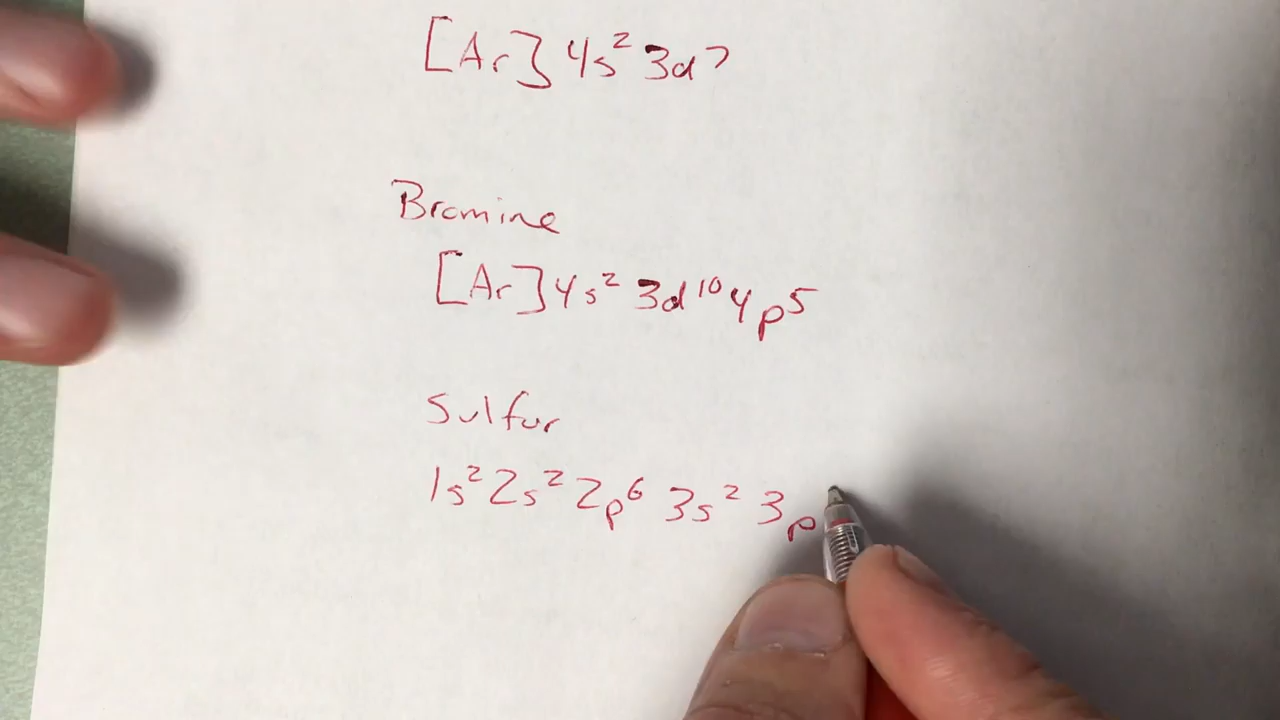 [Ar] 4s² 3d⁷
Bromine
[Ar] 4s² 3d¹⁰ 4p⁵
Sulfur
1s² 2s² 2p⁶ 3s² 3p